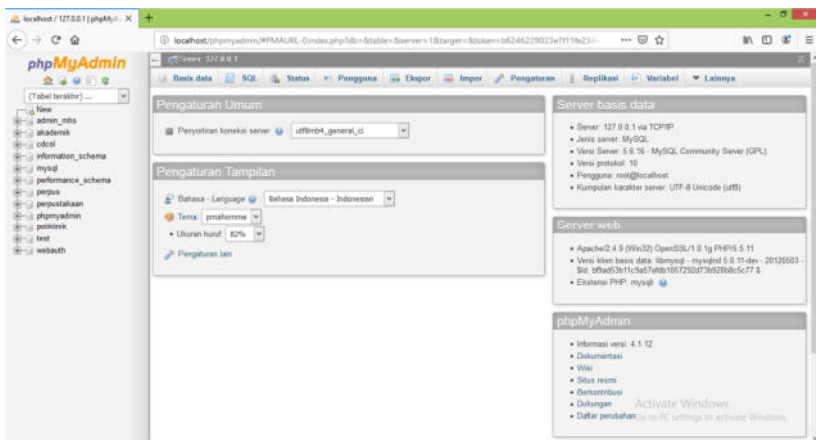 localhost / 127.0.0.1 | phpMyA
localhost/phpmyadmin/#PMAURL-0:index.php?db=&table=&server=1&target=&token=
phpMyAdmin
(Tabel terakhir) ...
New
admin_mhs
akademik
cdcol
information_schema
mysql
performance_schema
perpus
perpustakaan
phpmyadmin
poliklinik
test
webauth
Server: 127.0.0.1
Basis data SQL Status Pengguna Ekspor Impor Pengaturan Replikasi Variabel Lainnya
Pengaturan Umum
Penyortiran koneksi server utf8mb4_general_ci
Pengaturan Tampilan
Bahasa - Language Bahasa Indonesia - Indonesian
Tema: pmahomme
Ukuran huruf: 82%
Pengaturan lain
Server basis data
Server: 127.0.0.1 via TCP/IP
Jenis server: MySQL
Versi Server: 5.6.16 - MySQL Community Server (GPL)
Versi protokol: 10
Pengguna: root@localhost
Kumpulan karakter server: UTF-8 Unicode (utf8)
Server web
Apache/2.4.9 (Win32) OpenSSL/1.0.1g PHP/5.5.11
Versi klien basis data: libmysql - mysqlnd 5.0.11-dev - 20120503 -
$Id: $
Ekstensi PHP: mysqli
phpMyAdmin
Informasi versi: 4.1.12
Dokumentasi
Wiki
Situs resmi
Berkontribusi
Dukungan
Daftar perubahan
Activate Windows
Go to PC settings to activate Windows.